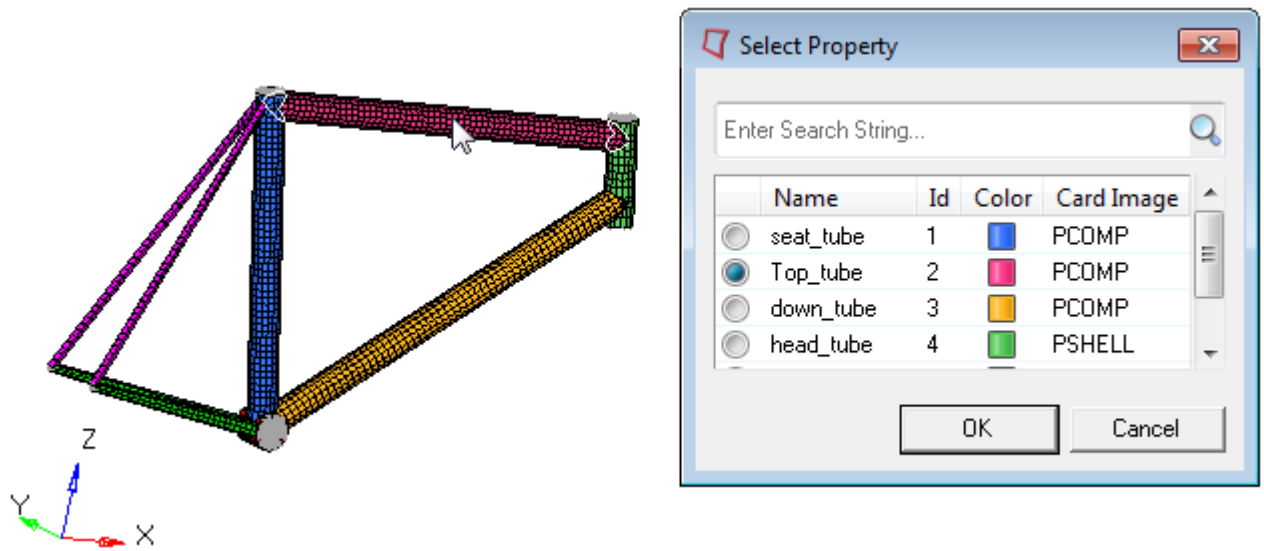 Select Property
Enter Search String...
Name Id Color Card Image
seat_tube 1 PCOMP
Top_tube 2 PCOMP
down_tube 3 PCOMP
head_tube 4 PSHELL
OK Cancel
Z
Y
X